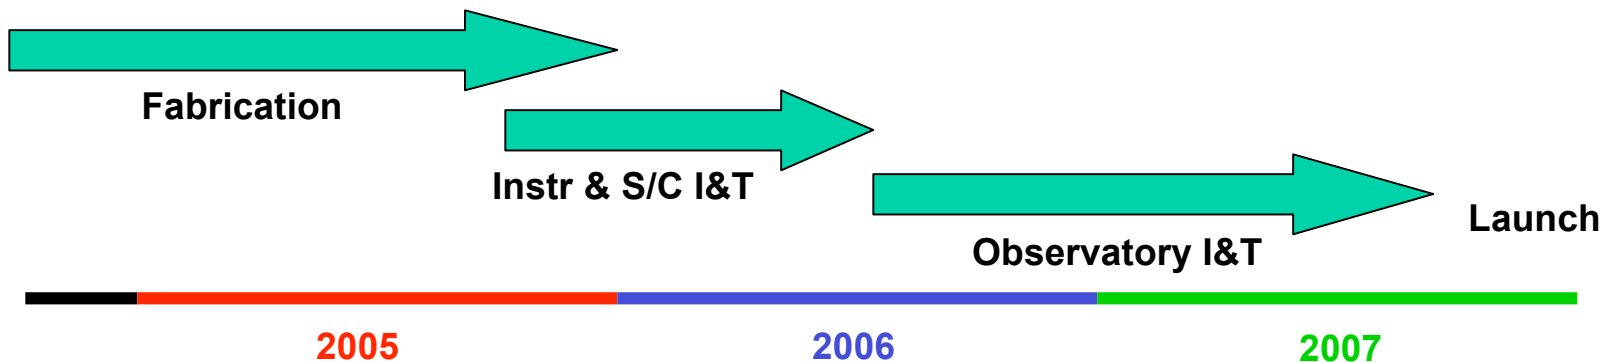 Fabrication
Instr & S/C I&T
Launch
Observatory I&T
2005
2006
2007